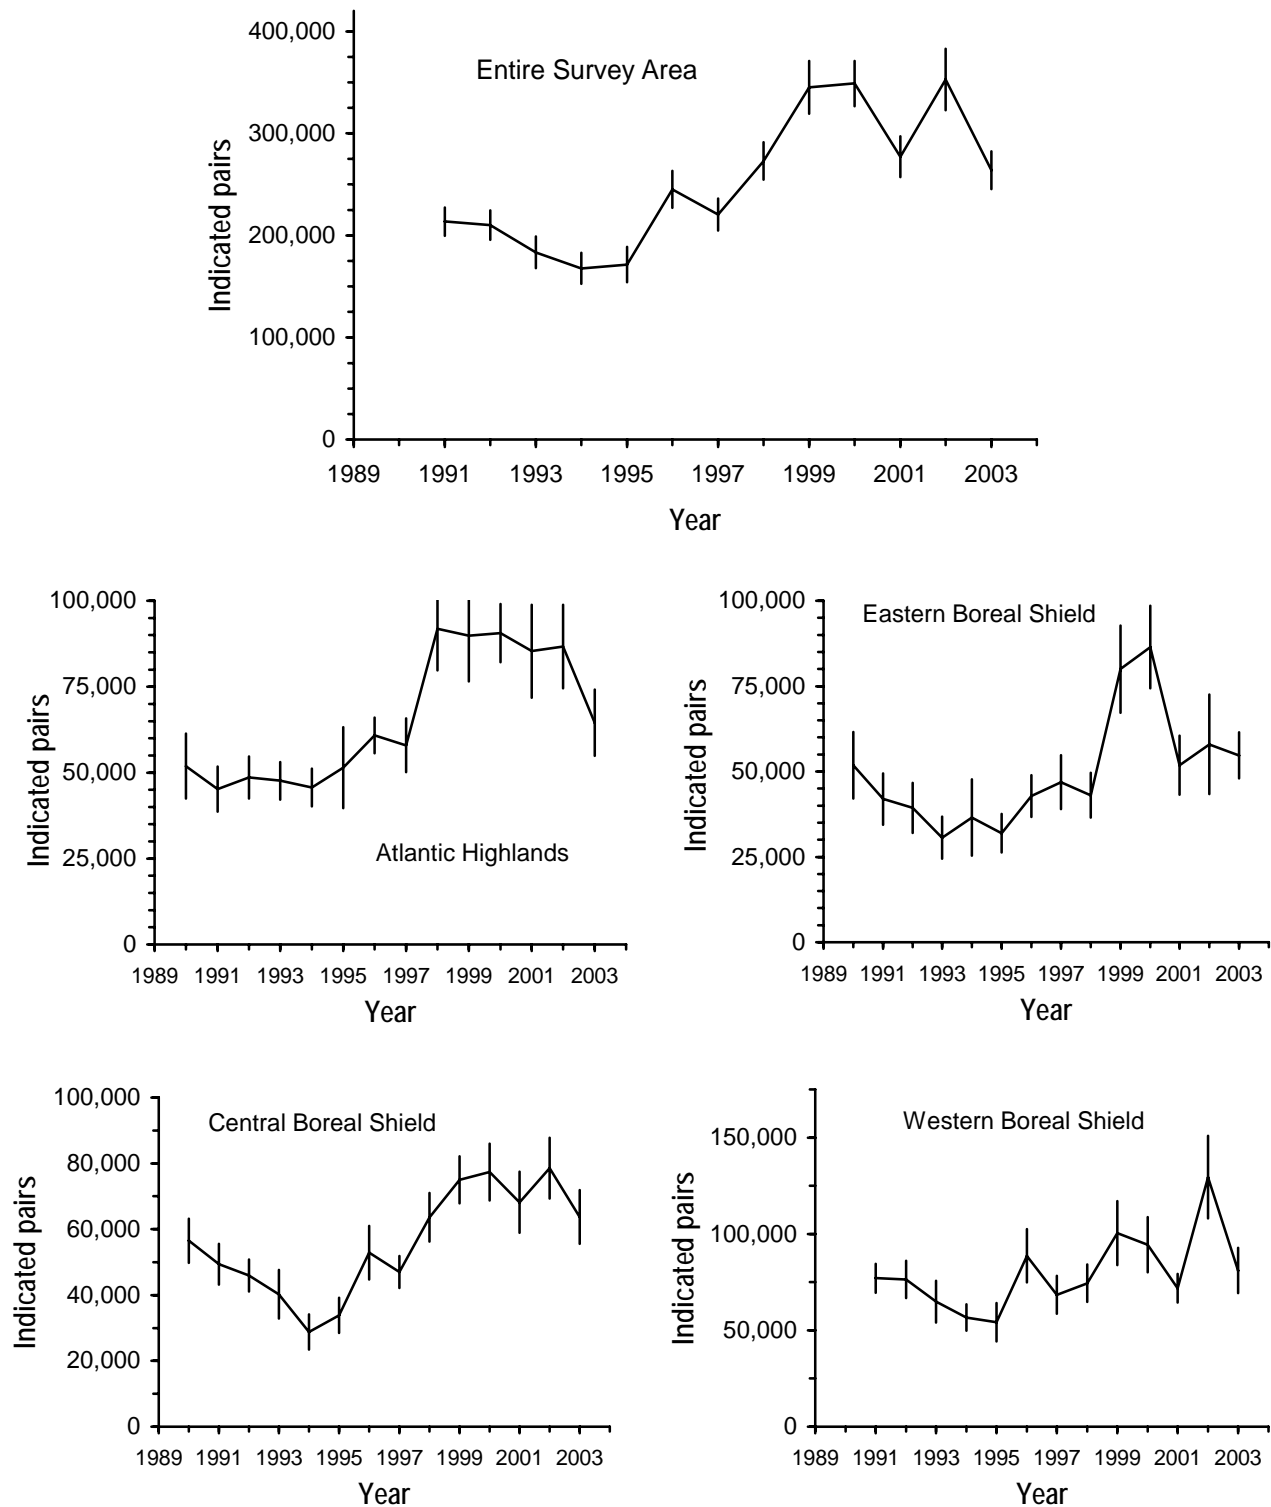 Entire Survey Area
400,000
300,000
200,000
100,000
0
Indicated pairs
1989 1991 1993 1995 1997 1999 2001 2003
Year
Atlantic Highlands
100,000
75,000
50,000
25,000
0
Indicated pairs
1989 1991 1993 1995 1997 1999 2001 2003
Year
Eastern Boreal Shield
100,000
75,000
50,000
25,000
0
Indicated pairs
1989 1991 1993 1995 1997 1999 2001 2003
Year
Central Boreal Shield
100,000
80,000
60,000
40,000
20,000
0
Indicated pairs
1989 1991 1993 1995 1997 1999 2001 2003
Year
Western Boreal Shield
150,000
100,000
50,000
0
Indicated pairs
1989 1991 1993 1995 1997 1999 2001 2003
Year